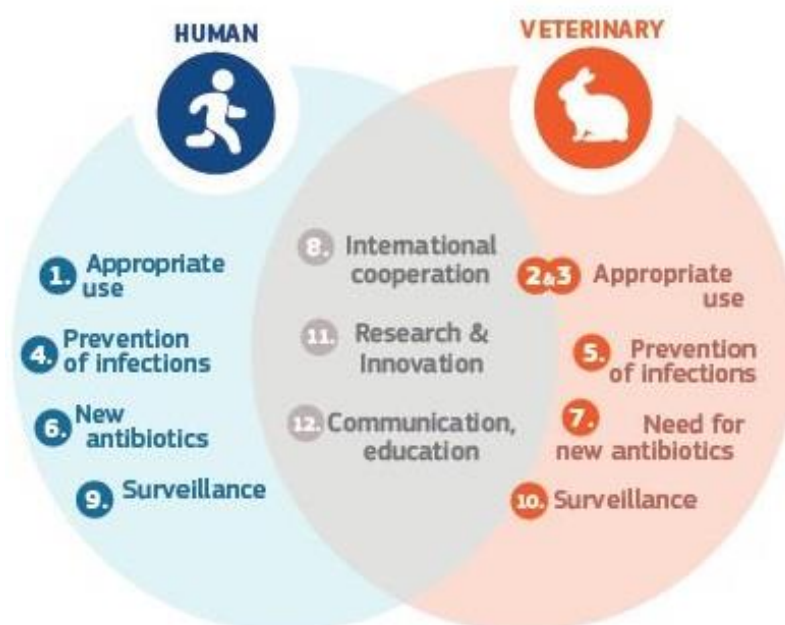 HUMAN
1. Appropriate
use
4. Prevention
of infections
6. New
antibiotics
9. Surveillance
8. International
cooperation
11. Research &
Innovation
12. Communication,
education
VETERINARY
2&3 Appropriate
use
5. Prevention
of infections
7. Need for
new antibiotics
10. Surveillance